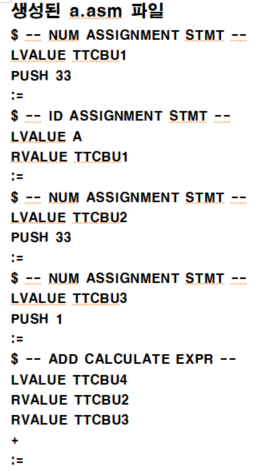 생성된 a.asm 파일
$ -- NUM ASSIGNMENT STMT --
LVALUE TTCBU1
PUSH 33
:=
$ -- ID ASSIGNMENT STMT --
LVALUE A
RVALUE TTCBU1
:=
$ -- NUM ASSIGNMENT STMT --
LVALUE TTCBU2
PUSH 33
:=
$ -- NUM ASSIGNMENT STMT --
LVALUE TTCBU3
PUSH 1
:=
$ -- ADD CALCULATE EXPR --
LVALUE TTCBU4
RVALUE TTCBU2
RVALUE TTCBU3
+
:=